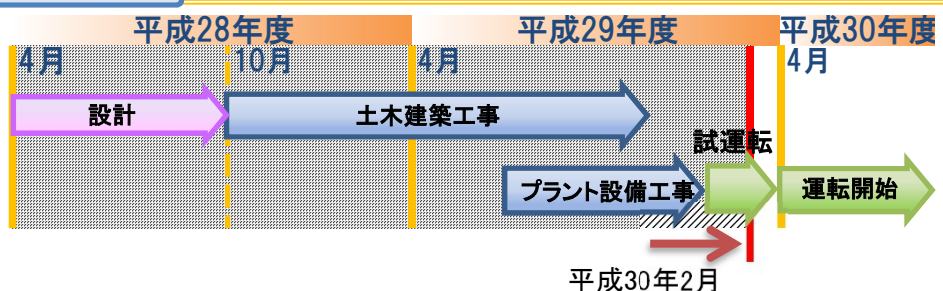 平成28年度 平成29年度 平成30年度
4月 10月 4月 4月
設計 土木建築工事
試運転
プラント設備工事 運転開始
平成30年2月